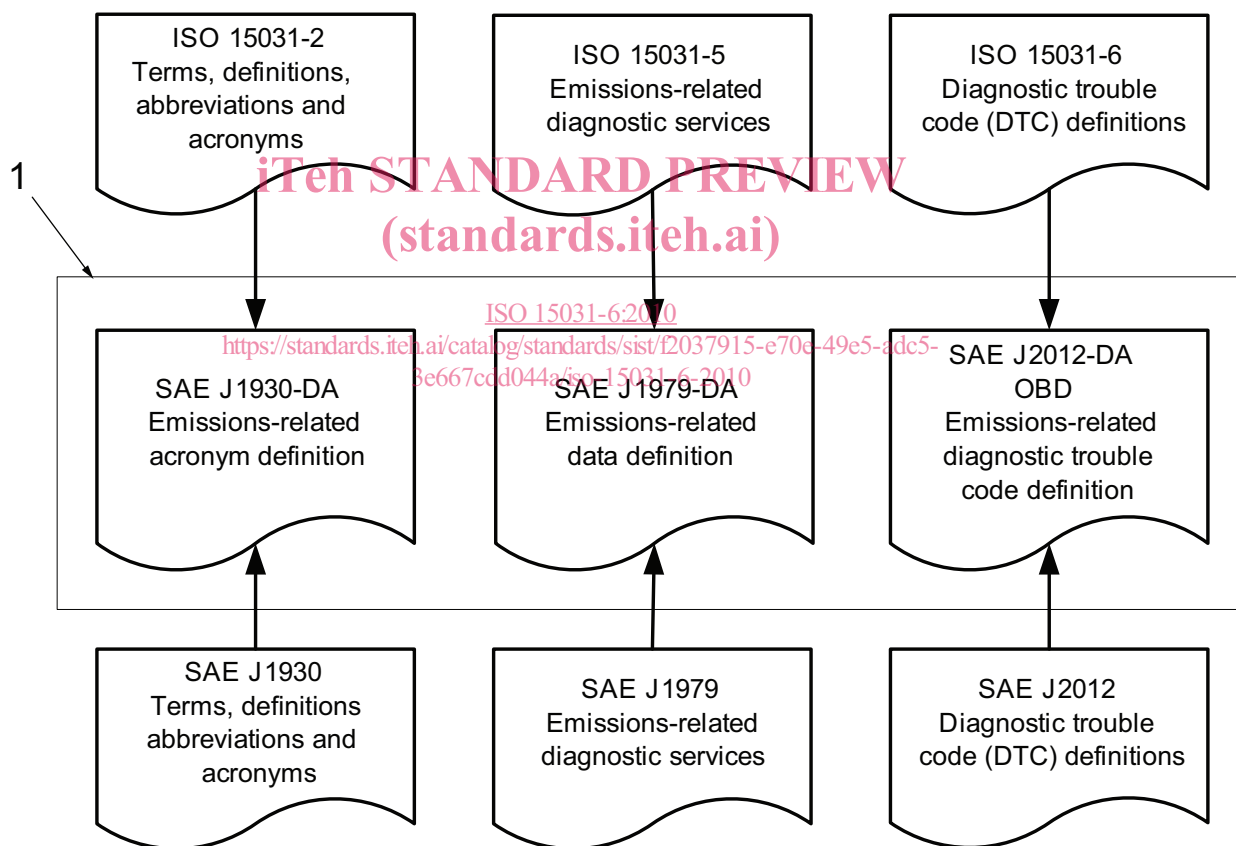 ISO 15031-2
Terms, definitions,
abbreviations and
acronyms
ISO 15031-5
Emissions-related
diagnostic services
ISO 15031-6
Diagnostic trouble
code (DTC) definitions
1
iTeh STANDARD PREVIEW
(standards.iteh.ai)
ISO 15031-6:2010
https://standards.iteh.ai/catalog/standards/sist/f2037915-e70e-49e5-adc5-
3e667cdd044a/iso-15031-6-2010
SAE J1930-DA
Emissions-related
acronym definition
SAE J1979-DA
Emissions-related
data definition
SAE J2012-DA
OBD
Emissions-related
diagnostic trouble
code definition
SAE J1930
Terms, definitions
abbreviations and
acronyms
SAE J1979
Emissions-related
diagnostic services
SAE J2012
Diagnostic trouble
code (DTC) definitions